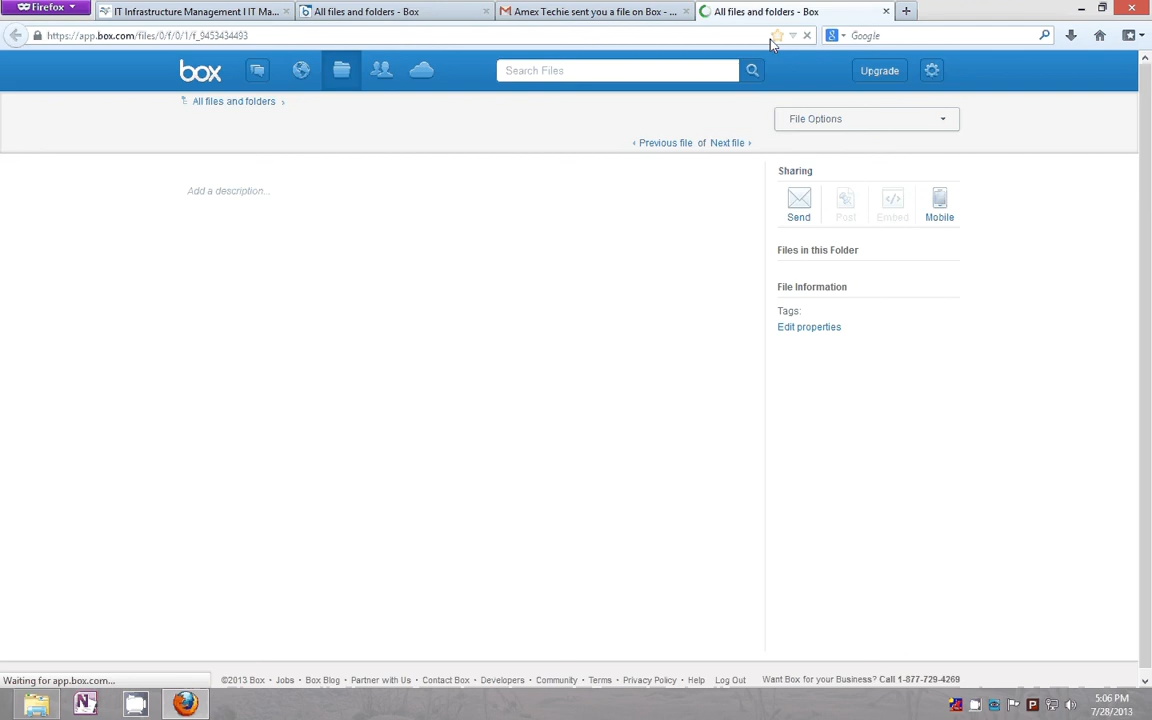 Firefox
IT Infrastructure Management I IT Ma...
All files and folders - Box
Amex Techie sent you a file on Box - ...
All files and folders - Box
https://app.box.com/files/0/f/0/1/f_9453434493
Google
box
Search Files
Upgrade
All files and folders ›
File Options
‹ Previous file of Next file ›
Add a description...
Sharing
Send Post Embed Mobile
Files in this Folder
File Information
Tags:
Edit properties
Waiting for app.box.com...
©2013 Box · Jobs · Box Blog · Partner with Us · Contact Box · Developers · Community · Terms · Privacy Policy · Help Log Out Want Box for your Business? Call 1-877-729-4269
5:06 PM
7/28/2013